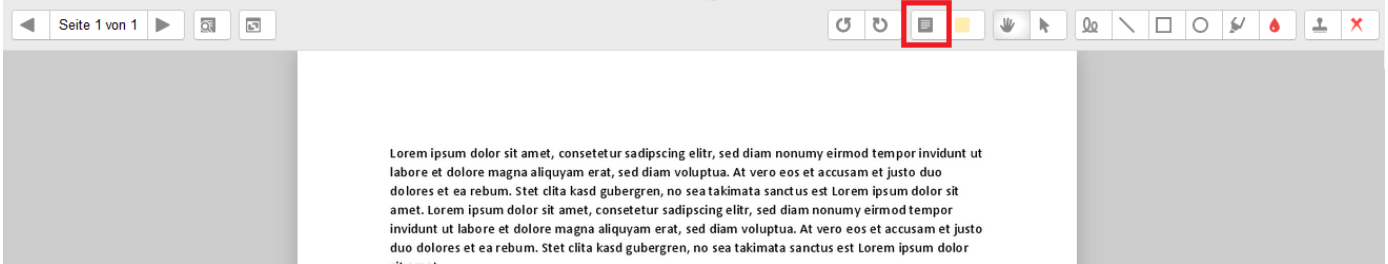 Seite 1 von 1
Lorem ipsum dolor sit amet, consetetur sadipscing elitr, sed diam nonumy eirmod tempor invidunt ut
labore et dolore magna aliquyam erat, sed diam voluptua. At vero eos et accusam et justo duo
dolores et ea rebum. Stet clita kasd gubergren, no sea takimata sanctus est Lorem ipsum dolor sit
amet. Lorem ipsum dolor sit amet, consetetur sadipscing elitr, sed diam nonumy eirmod tempor
invidunt ut labore et dolore magna aliquyam erat, sed diam voluptua. At vero eos et accusam et justo
duo dolores et ea rebum. Stet clita kasd gubergren, no sea takimata sanctus est Lorem ipsum dolor